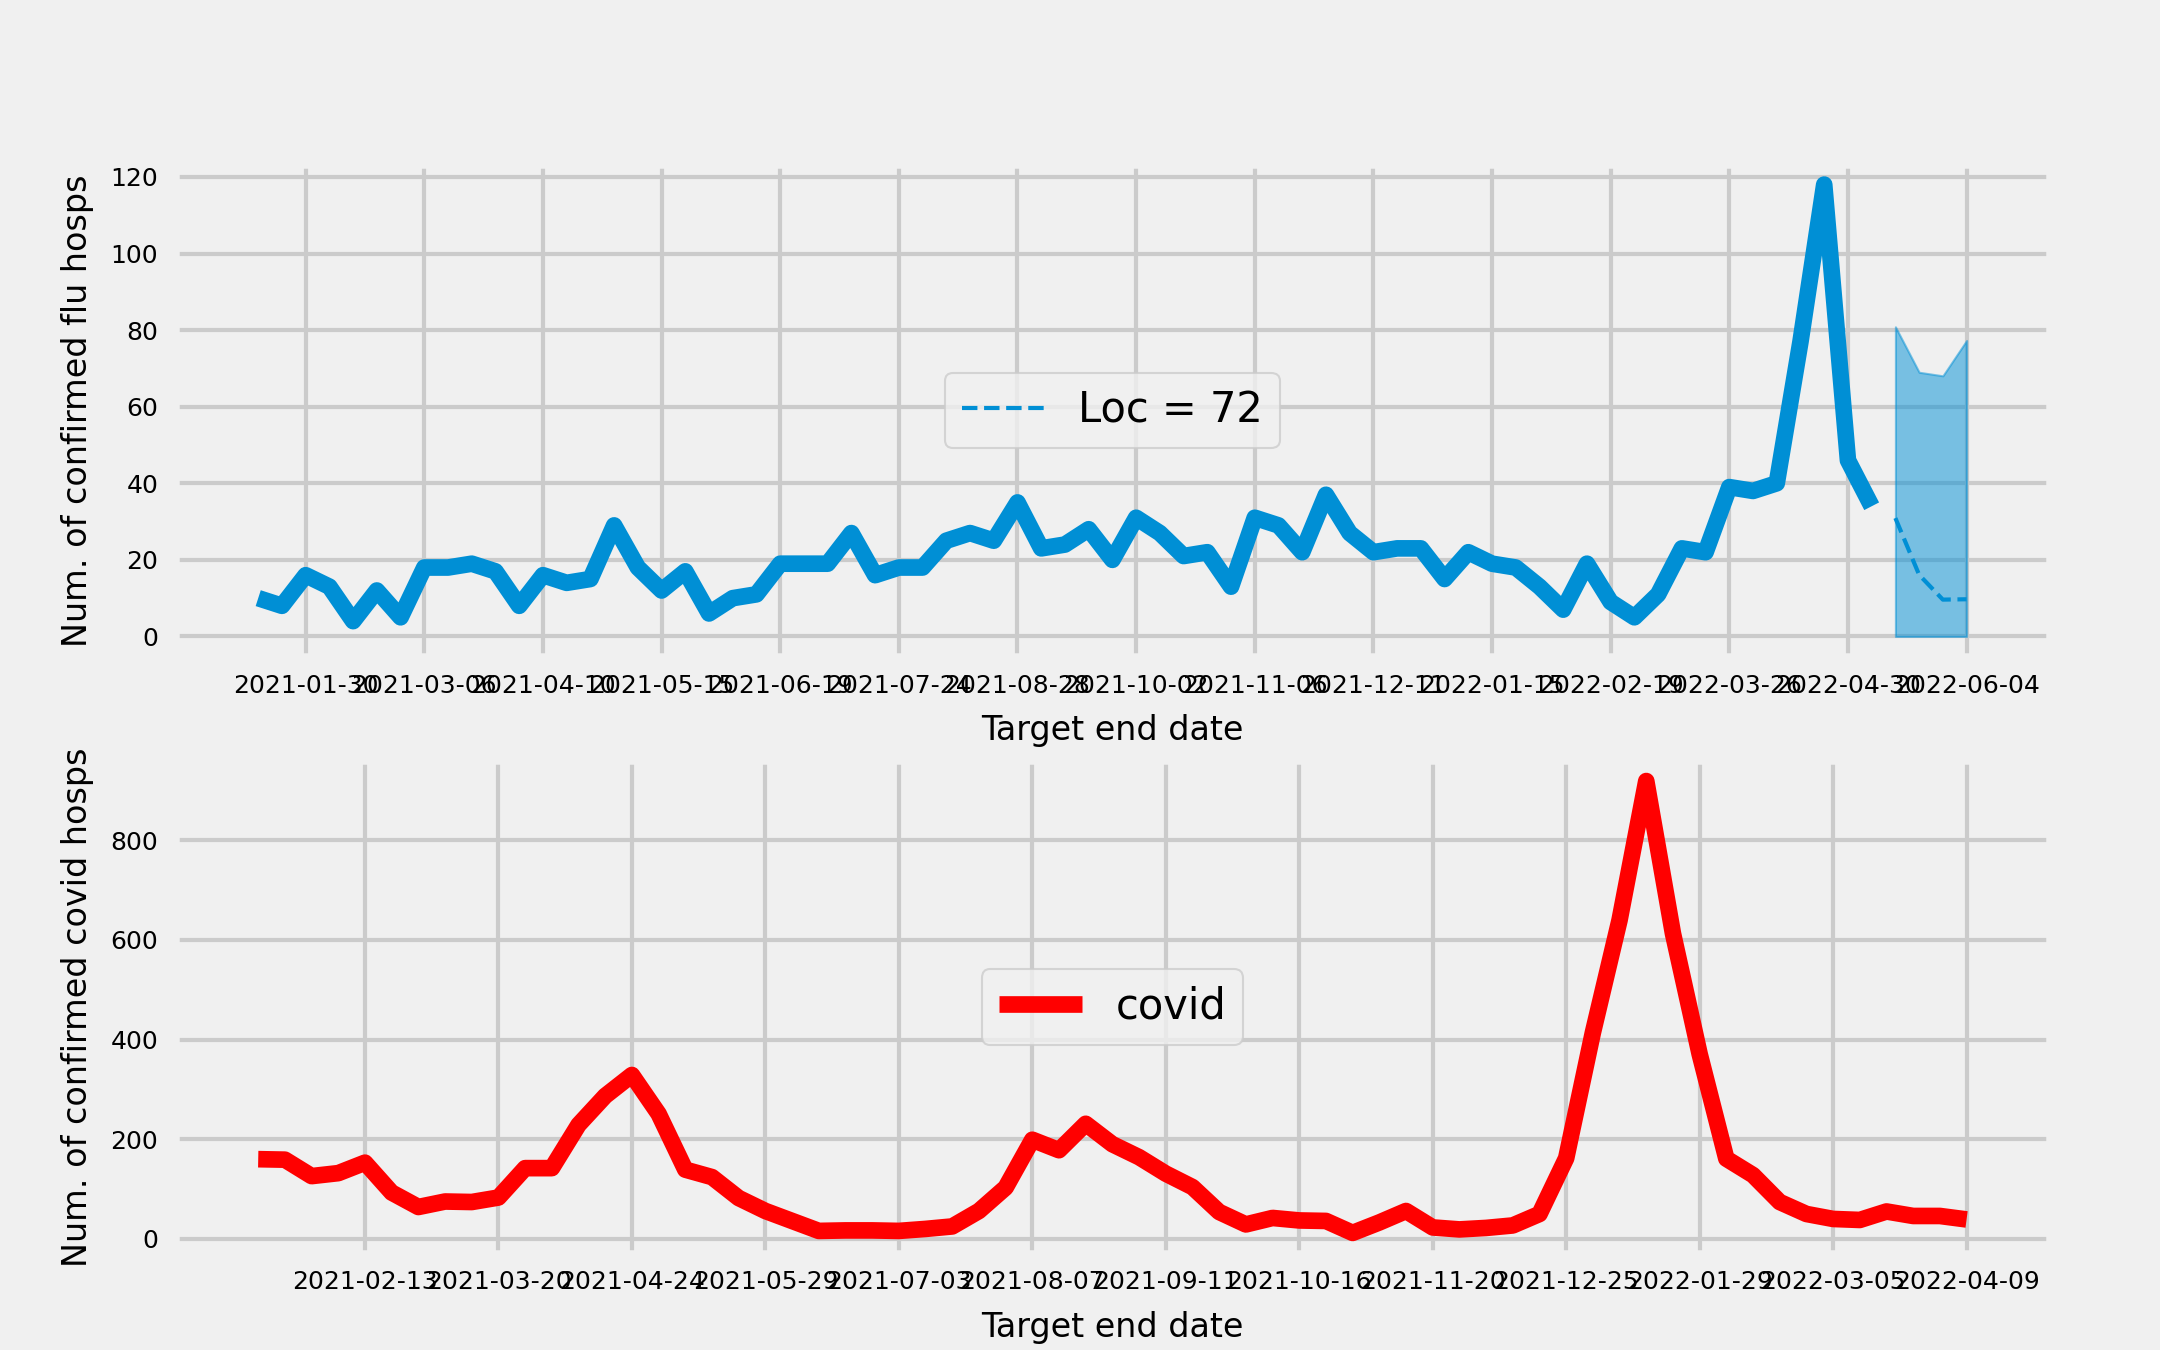 Num. of confirmed flu hosps
120
100
80
60
40
20
0
Loc = 72
2021-01-30 2021-03-06 2021-04-10 2021-05-15 2021-06-19 2021-07-24 2021-08-28 2021-10-02 2021-11-06 2021-12-11 2022-01-15 2022-02-19 2022-03-26 2022-04-30 2022-06-04
Target end date
Num. of confirmed covid hosps
800
600
400
200
0
covid
2021-02-13 2021-03-20 2021-04-24 2021-05-29 2021-07-03 2021-08-07 2021-09-11 2021-10-16 2021-11-20 2021-12-25 2022-01-29 2022-03-05 2022-04-09
Target end date